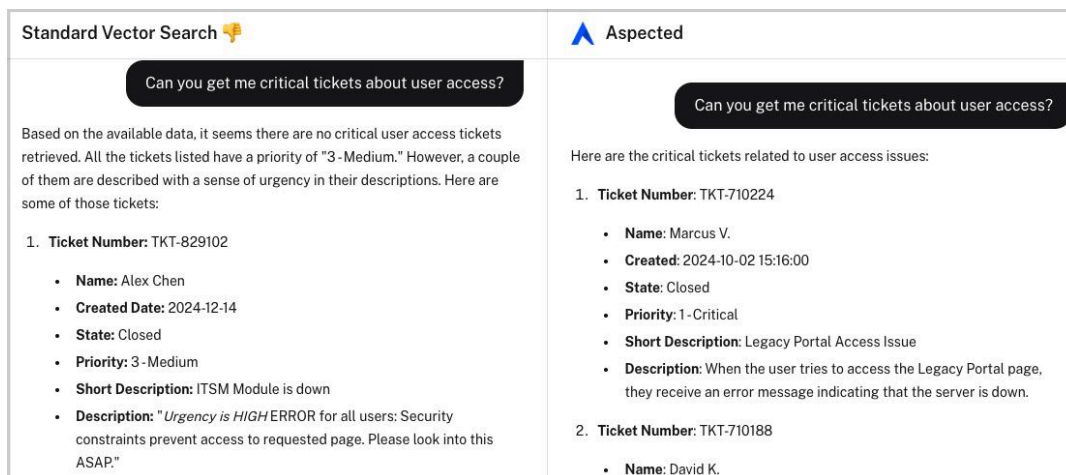 Standard Vector Search 👎
Can you get me critical tickets about user access?
Based on the available data, it seems there are no critical user access tickets
retrieved. All the tickets listed have a priority of "3 - Medium." However, a couple
of them are described with a sense of urgency in their descriptions. Here are
some of those tickets:
1. Ticket Number: TKT-829102
• Name: Alex Chen
• Created Date: 2024-12-14
• State: Closed
• Priority: 3 - Medium
• Short Description: ITSM Module is down
• Description: "Urgency is HIGH ERROR for all users: Security
constraints prevent access to requested page. Please look into this
ASAP."
Aspected
Can you get me critical tickets about user access?
Here are the critical tickets related to user access issues:
1. Ticket Number: TKT-710224
• Name: Marcus V.
• Created: 2024-10-02 15:16:00
• State: Closed
• Priority: 1 - Critical
• Short Description: Legacy Portal Access Issue
• Description: When the user tries to access the Legacy Portal page,
they receive an error message indicating that the server is down.
2. Ticket Number: TKT-710188
• Name: David K.